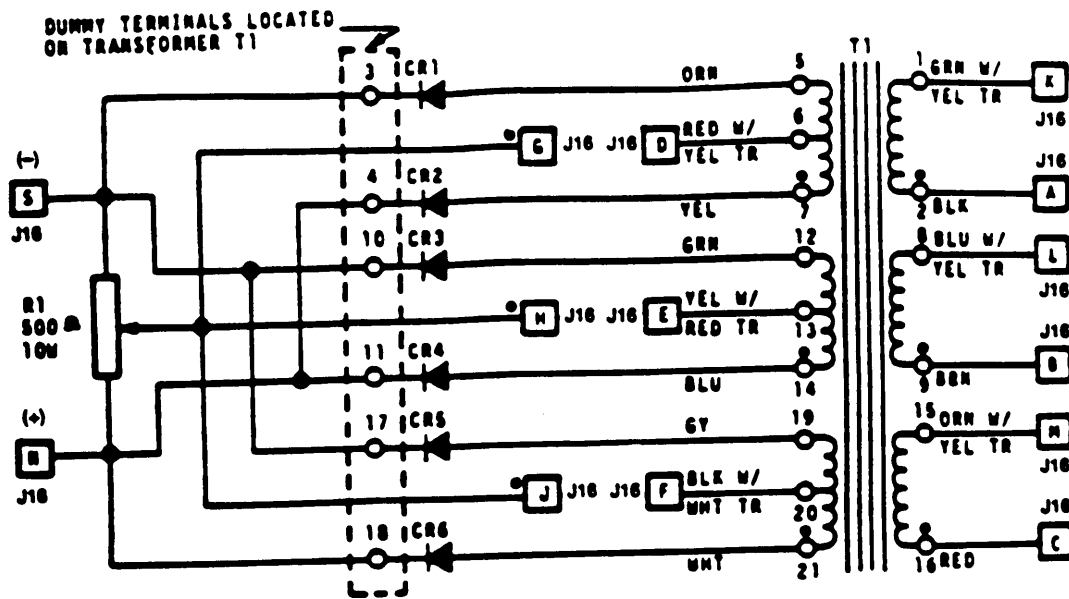 DUMMY TERMINALS LOCATED
ON TRANSFORMER T1
3
CR1
ORN
5
T1
1
GRN W/
YEL TR
K
J16
6
G
J16
J16
D
RED W/
YEL TR
(-)
S
J16
4
CR2
YEL
7
2
BLK
J16
A
10
CR3
GRN
12
8
BLU W/
YEL TR
L
J16
R1
500 Ω
10W
H
J16
J16
E
YEL W/
RED TR
13
11
CR4
BLU
14
9
BRN
J16
B
(+)
N
J16
17
CR5
GY
19
15
ORN W/
YEL TR
M
J16
J
J16
J16
F
BLK W/
WHT TR
20
18
CR6
WHT
21
16
RED
J16
C